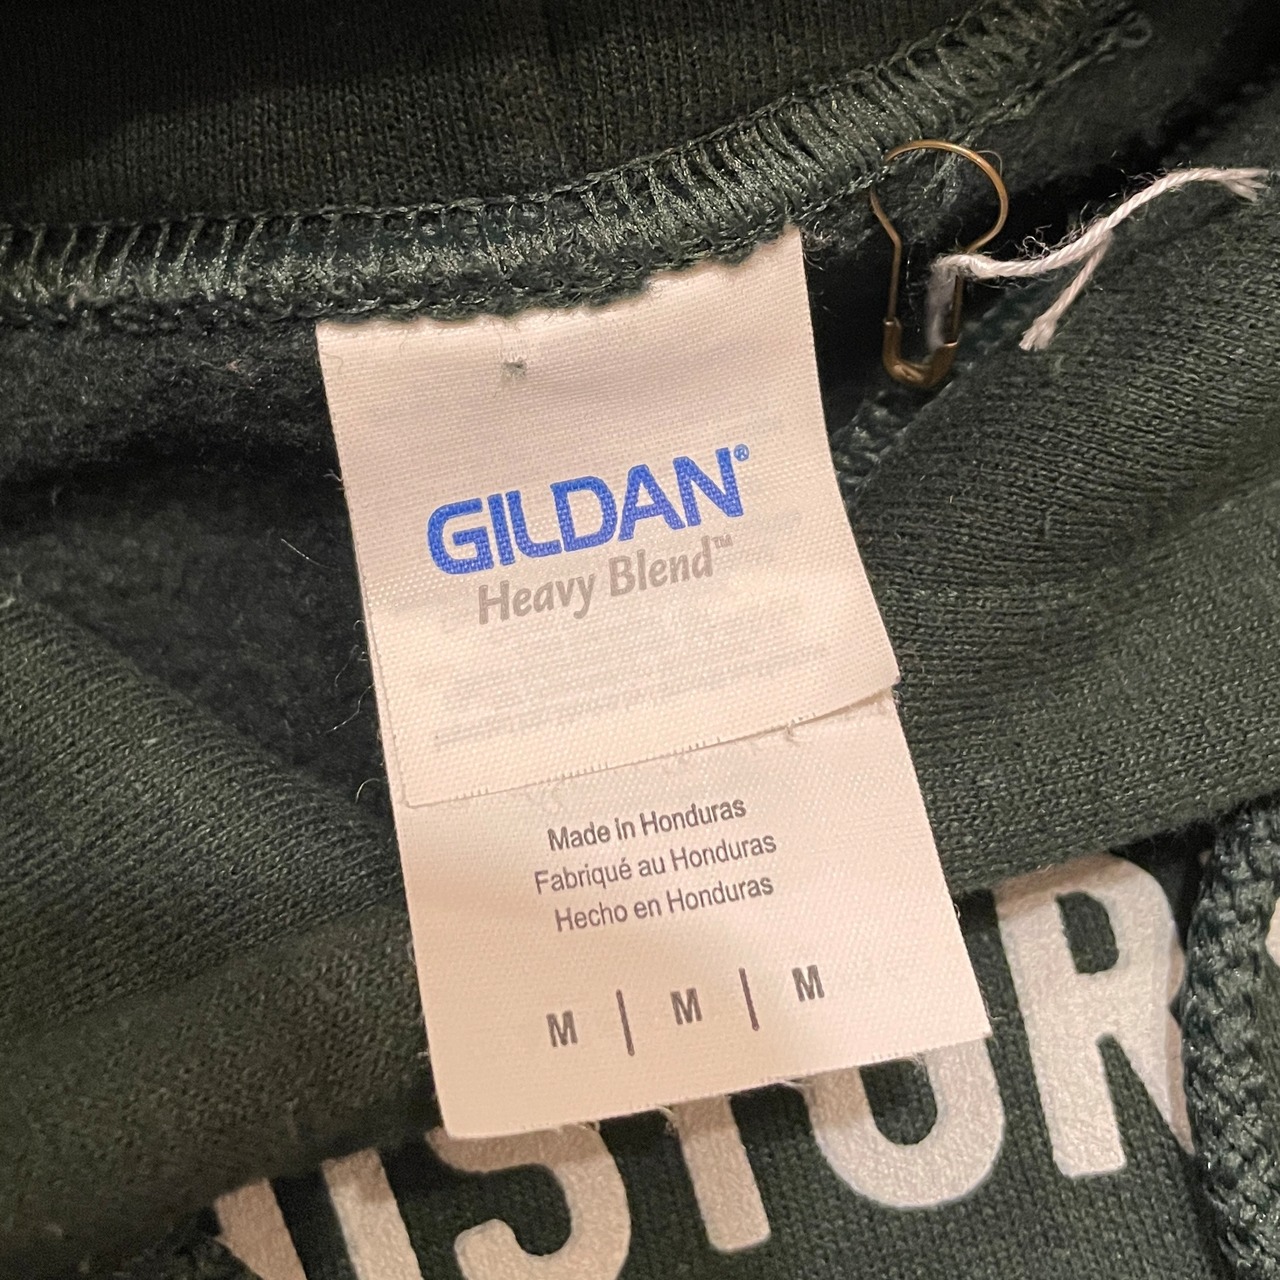 GILDAN®
Heavy Blend™
Made in Honduras
Fabriqué au Honduras
Hecho en Honduras
M | M | M